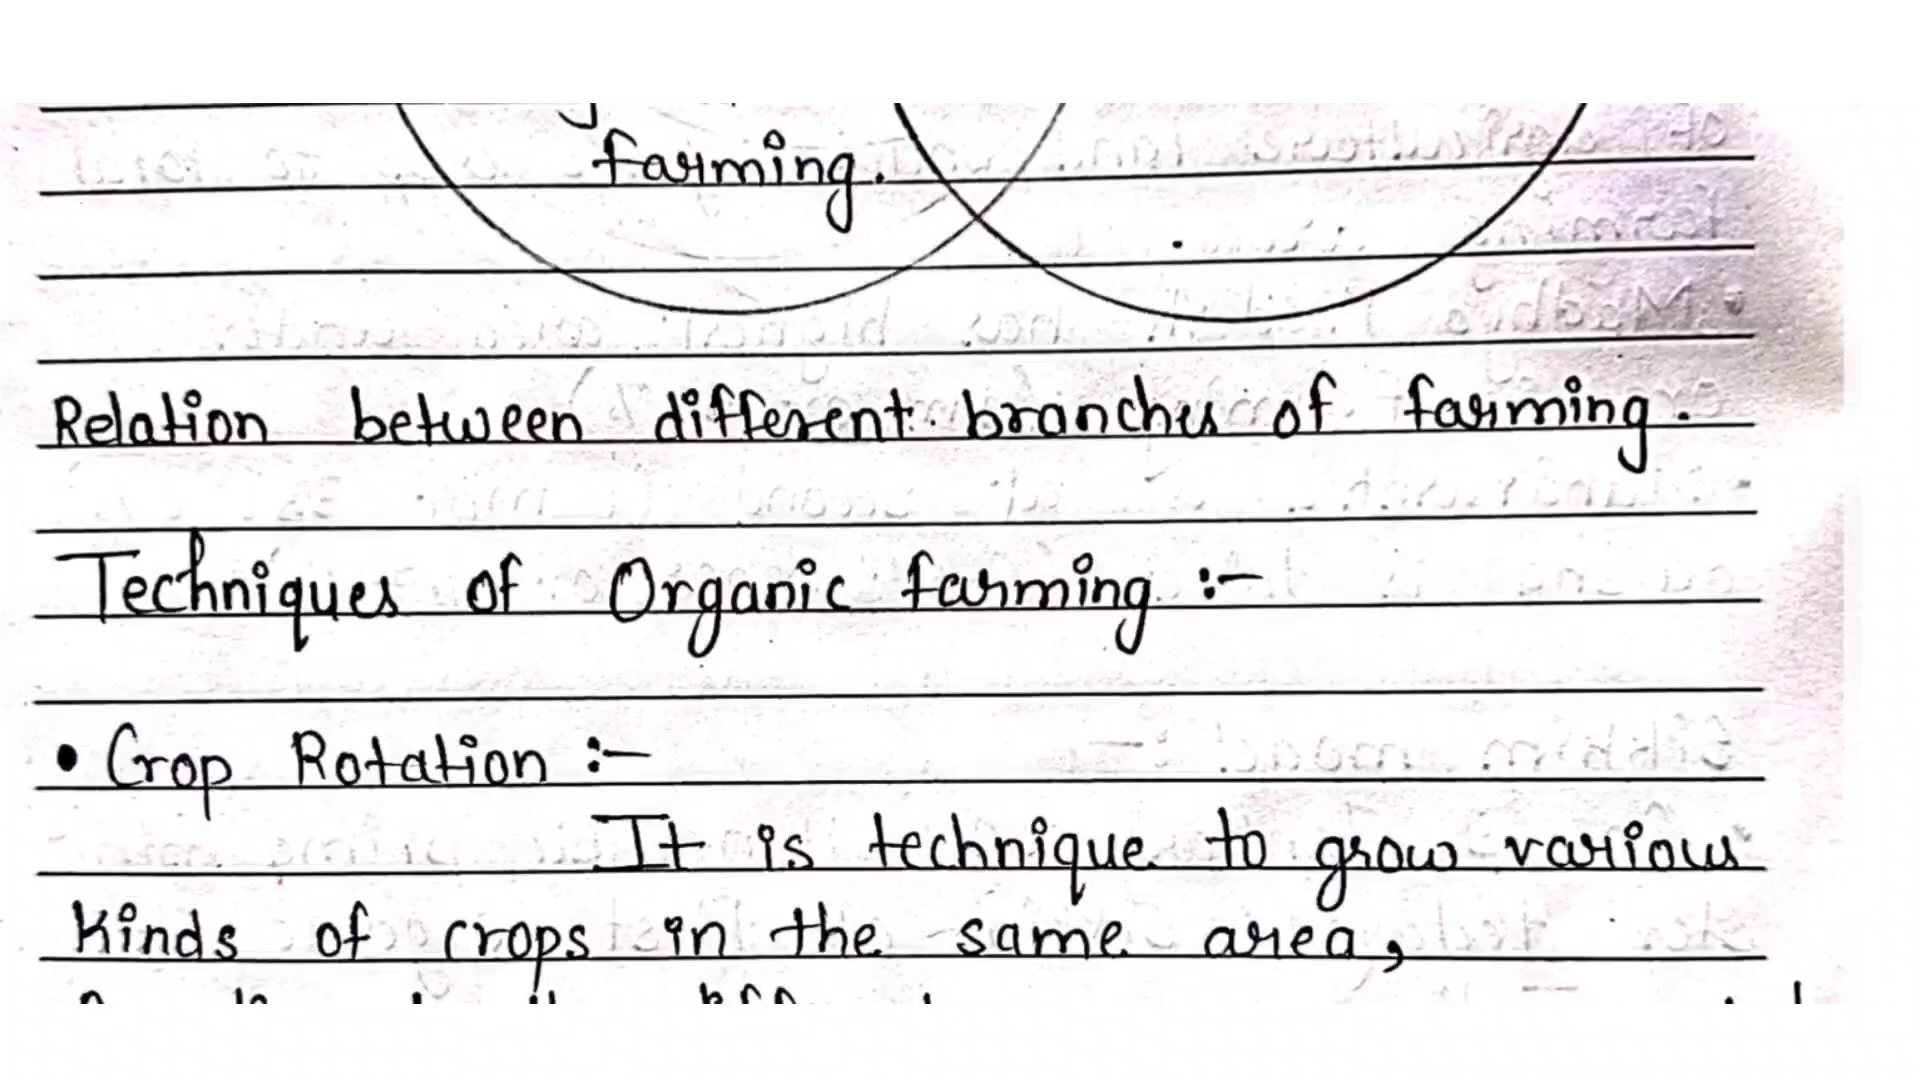 farming.
Relation between different branches of farming.
Techniques of Organic farming :-
• Crop Rotation :-
It is technique to grow various
kinds of crops in the same area,